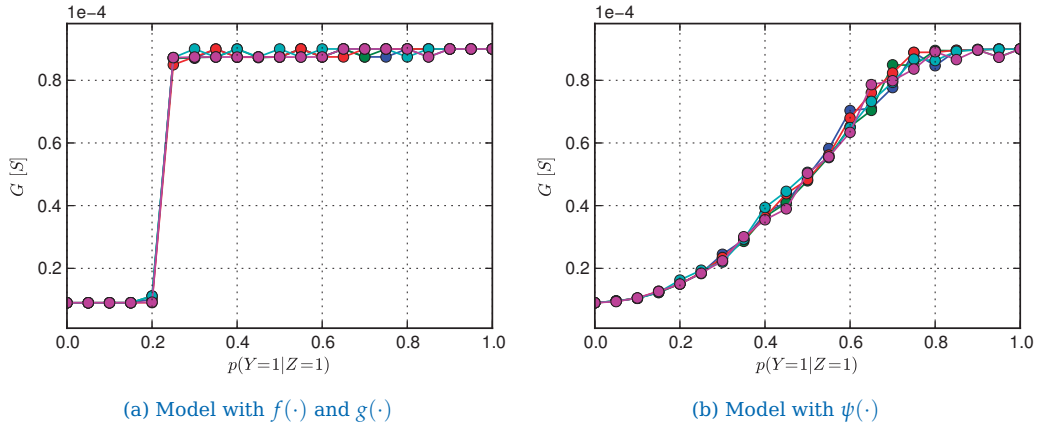 1e−4
0.8
0.6
0.4
0.2
G [S]
0.0 0.2 0.4 0.6 0.8 1.0
p(Y=1|Z=1)
(a) Model with f(·) and g(·)
1e−4
0.8
0.6
0.4
0.2
G [S]
0.0 0.2 0.4 0.6 0.8 1.0
p(Y=1|Z=1)
(b) Model with ψ(·)